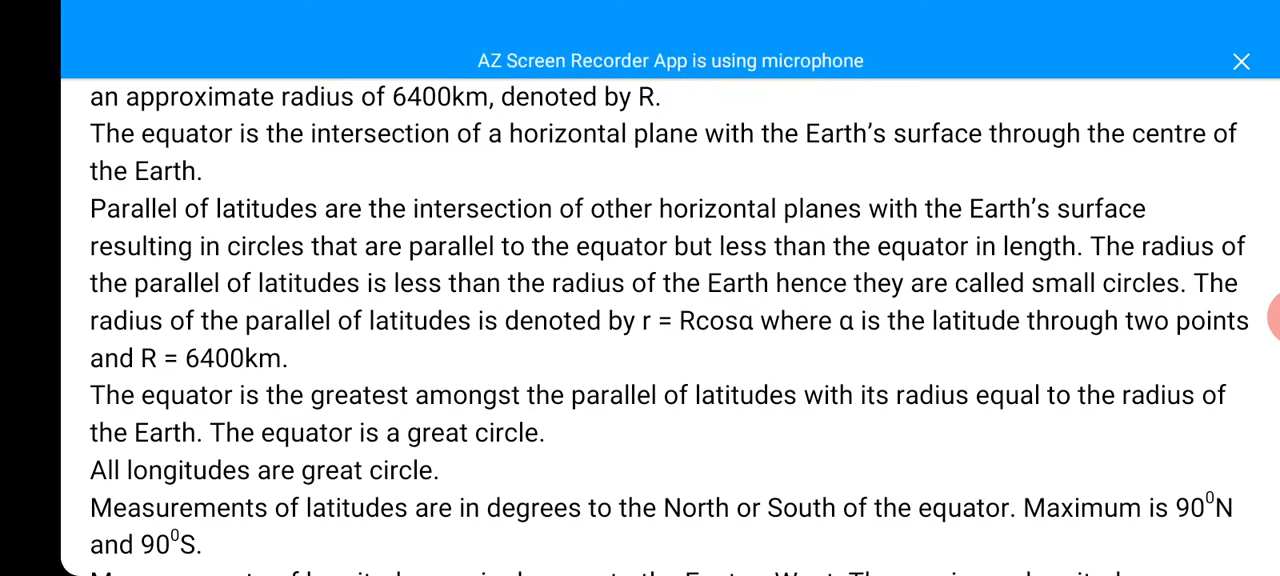 AZ Screen Recorder App is using microphone
an approximate radius of 6400km, denoted by R.
The equator is the intersection of a horizontal plane with the Earth’s surface through the centre of
the Earth.
Parallel of latitudes are the intersection of other horizontal planes with the Earth’s surface
resulting in circles that are parallel to the equator but less than the equator in length. The radius of
the parallel of latitudes is less than the radius of the Earth hence they are called small circles. The
radius of the parallel of latitudes is denoted by r = Rcosα where α is the latitude through two points
and R = 6400km.
The equator is the greatest amongst the parallel of latitudes with its radius equal to the radius of
the Earth. The equator is a great circle.
All longitudes are great circle.
Measurements of latitudes are in degrees to the North or South of the equator. Maximum is 90⁰N
and 90⁰S.